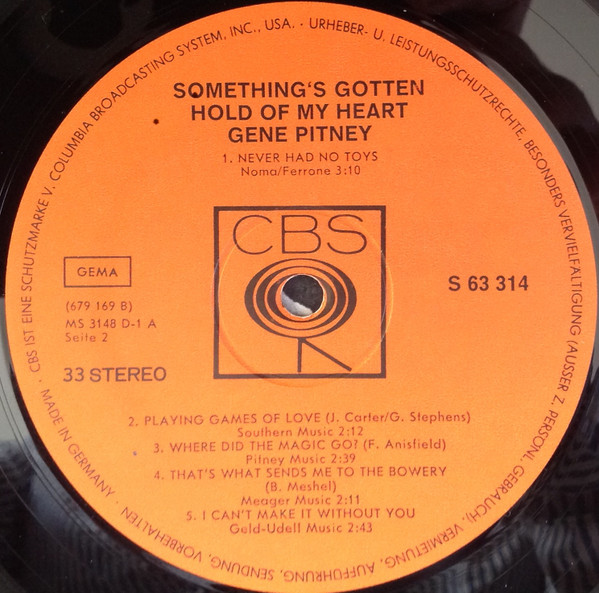 SOMETHING'S GOTTEN
HOLD OF MY HEART
GENE PITNEY
1. NEVER HAD NO TOYS
Noma/Ferrone 3:10
CBS
GEMA
(679 169 B)
MS 3148 D-1 A
Seite 2
33 STEREO
S 63 314
2. PLAYING GAMES OF LOVE (J. Carter/G. Stephens)
Southern Music 2:12
3. WHERE DID THE MAGIC GO? (F. Anisfield)
Pitney Music 2:39
4. THAT'S WHAT SENDS ME TO THE BOWERY
(B. Meshel)
Meager Music 2:11
5. I CAN'T MAKE IT WITHOUT YOU
Gold-Udell Music 2:43
· CBS IST EINE SCHUTZMARKE V. COLUMBIA BROADCASTING SYSTEM, INC., USA. · URHEBER- U. LEISTUNGSSCHUTZRECHTE, BESONDERS VERVIELFÄLTIGUNG (AUSSER Z. PERSÖNL. GEBRAUCH), VERMIETUNG, AUFFÜHRUNG, SENDUNG, VORBEHALTEN · MADE IN GERMANY